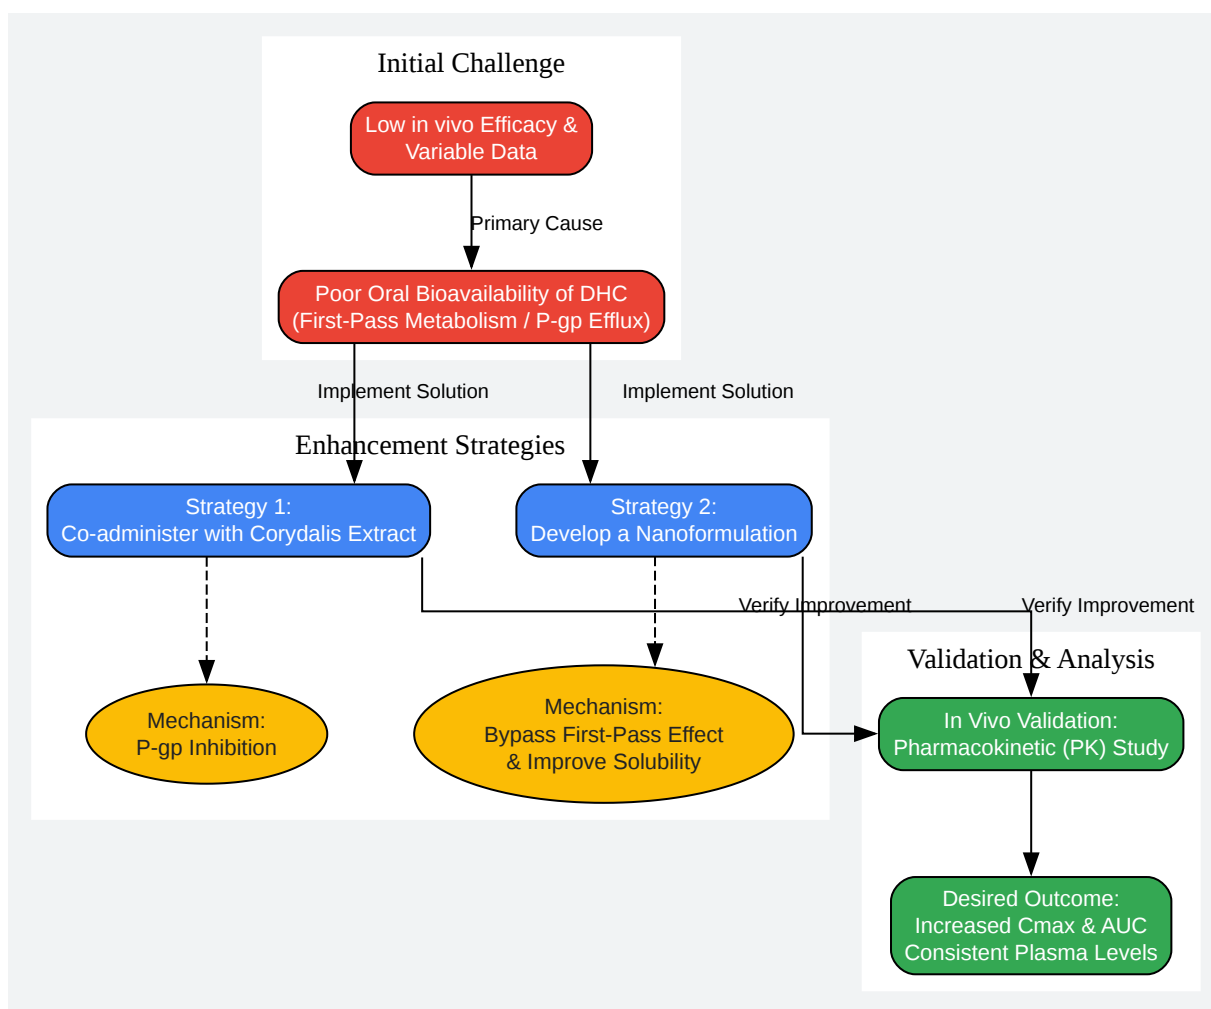 Initial Challenge
Low in vivo Efficacy &
Variable Data
Primary Cause
Poor Oral Bioavailability of DHC
(First-Pass Metabolism / P-gp Efflux)
Implement Solution
Implement Solution
Enhancement Strategies
Strategy 1:
Co-administer with Corydalis Extract
Strategy 2:
Develop a Nanoformulation
Verify Improvement
Verify Improvement
Mechanism:
P-gp Inhibition
Mechanism:
Bypass First-Pass Effect
& Improve Solubility
Validation & Analysis
In Vivo Validation:
Pharmacokinetic (PK) Study
Desired Outcome:
Increased Cmax & AUC
Consistent Plasma Levels